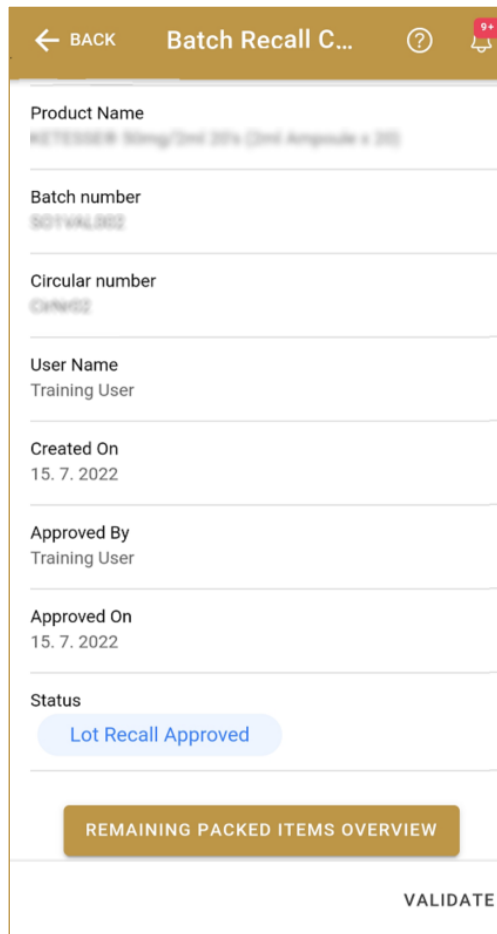 BACK
Batch Recall C...
9+
Product Name
Batch number
Circular number
User Name
Training User
Created On
15. 7. 2022
Approved By
Training User
Approved On
15. 7. 2022
Status
Lot Recall Approved
REMAINING PACKED ITEMS OVERVIEW
VALIDATE